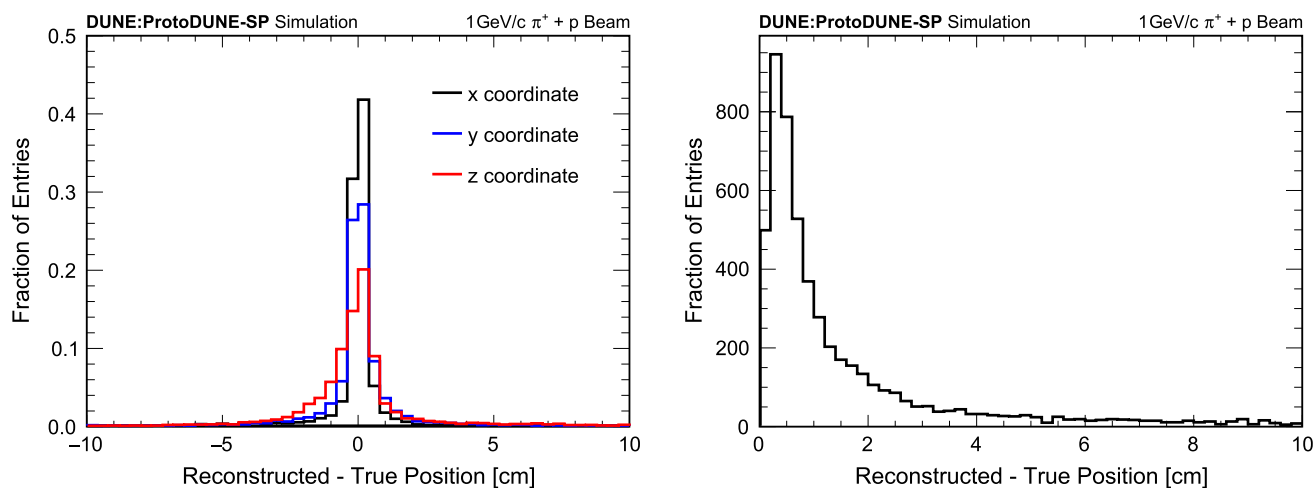 DUNE:ProtoDUNE-SP Simulation 1GeV/c π⁺ + p Beam
Fraction of Entries
0.5
0.4
0.3
0.2
0.1
0.0
x coordinate
y coordinate
z coordinate
−10 −5 0 5 10
Reconstructed - True Position [cm]
DUNE:ProtoDUNE-SP Simulation 1GeV/c π⁺ + p Beam
Fraction of Entries
800
600
400
200
0
0 2 4 6 8 10
Reconstructed - True Position [cm]